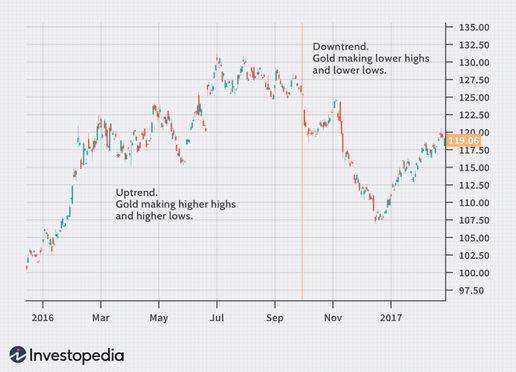 135.00
Downtrend.
132.50
Gold making lower highs
130.00
and lower lows.
127.50
125.00
122.50
120.00
119.06
117.50
115.00
Uptrend.
112.50
Gold making higher highs
110.00
and higher lows.
107.50
105.00
102.50
100.00
97.50
2016 Mar May Jul Sep Nov 2017
Investopedia